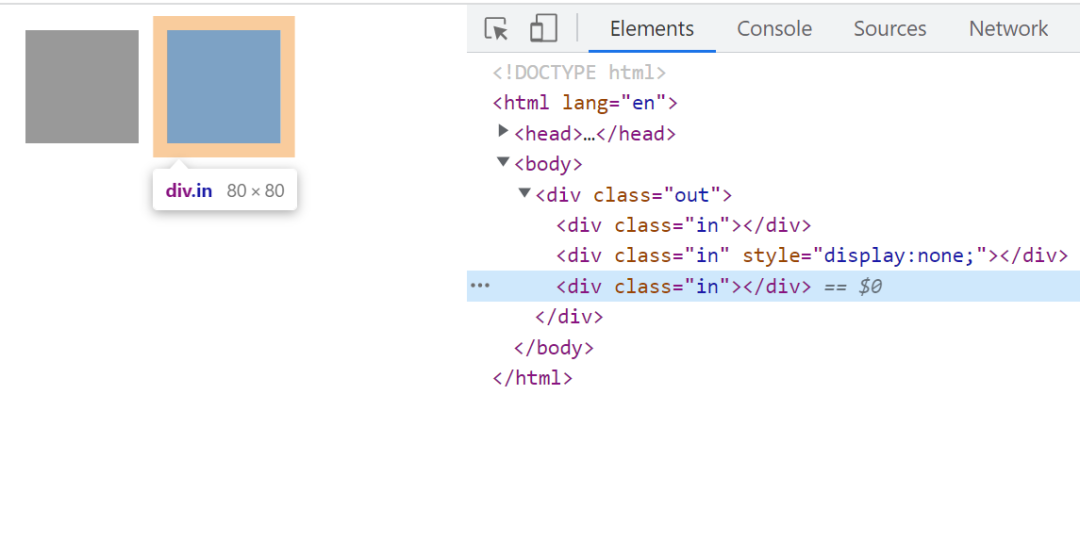 Elements Console Sources Network
<!DOCTYPE html>
<html lang="en">
<head>…</head>
<body>
<div class="out">
<div class="in"></div>
<div class="in" style="display:none;"></div>
<div class="in"></div> == $0
</div>
</body>
</html>
div.in 80 × 80